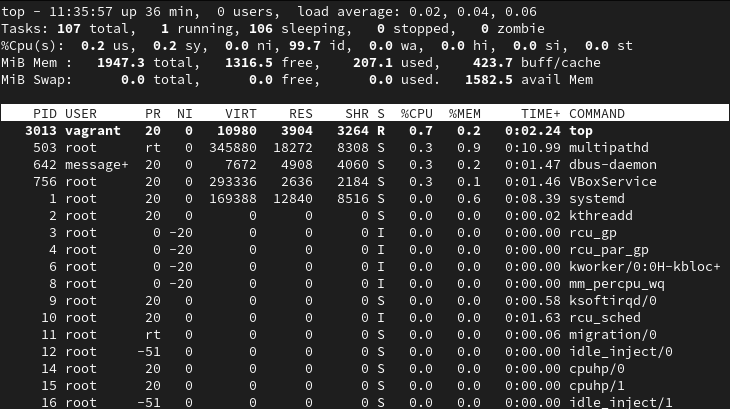 top - 11:35:57 up 36 min,  0 users,  load average: 0.02, 0.04, 0.06
Tasks: 107 total,   1 running, 106 sleeping,   0 stopped,   0 zombie
%Cpu(s):  0.2 us,  0.2 sy,  0.0 ni, 99.7 id,  0.0 wa,  0.0 hi,  0.0 si,  0.0 st
MiB Mem :   1947.3 total,   1316.5 free,    207.1 used,    423.7 buff/cache
MiB Swap:      0.0 total,      0.0 free,      0.0 used.   1582.5 avail Mem
PID USER      PR  NI    VIRT    RES    SHR S  %CPU  %MEM     TIME+ COMMAND
3013 vagrant   20   0   10980   3904   3264 R   0.7   0.2   0:02.24 top
503 root      rt   0  345880  18272   8308 S   0.3   0.9   0:10.99 multipathd
642 message+  20   0    7672   4908   4060 S   0.3   0.2   0:01.47 dbus-daemon
756 root      20   0  293336   2636   2184 S   0.3   0.1   0:01.46 VBoxService
1 root      20   0  169388  12840   8516 S   0.0   0.6   0:08.39 systemd
2 root      20   0       0      0      0 S   0.0   0.0   0:00.02 kthreadd
3 root       0 -20       0      0      0 I   0.0   0.0   0:00.00 rcu_gp
4 root       0 -20       0      0      0 I   0.0   0.0   0:00.00 rcu_par_gp
6 root       0 -20       0      0      0 I   0.0   0.0   0:00.00 kworker/0:0H-kbloc+
8 root       0 -20       0      0      0 I   0.0   0.0   0:00.00 mm_percpu_wq
9 root      20   0       0      0      0 S   0.0   0.0   0:00.58 ksoftirqd/0
10 root      20   0       0      0      0 I   0.0   0.0   0:01.63 rcu_sched
11 root      rt   0       0      0      0 S   0.0   0.0   0:00.06 migration/0
12 root     -51   0       0      0      0 S   0.0   0.0   0:00.00 idle_inject/0
14 root      20   0       0      0      0 S   0.0   0.0   0:00.00 cpuhp/0
15 root      20   0       0      0      0 S   0.0   0.0   0:00.00 cpuhp/1
16 root     -51   0       0      0      0 S   0.0   0.0   0:00.00 idle_inject/1